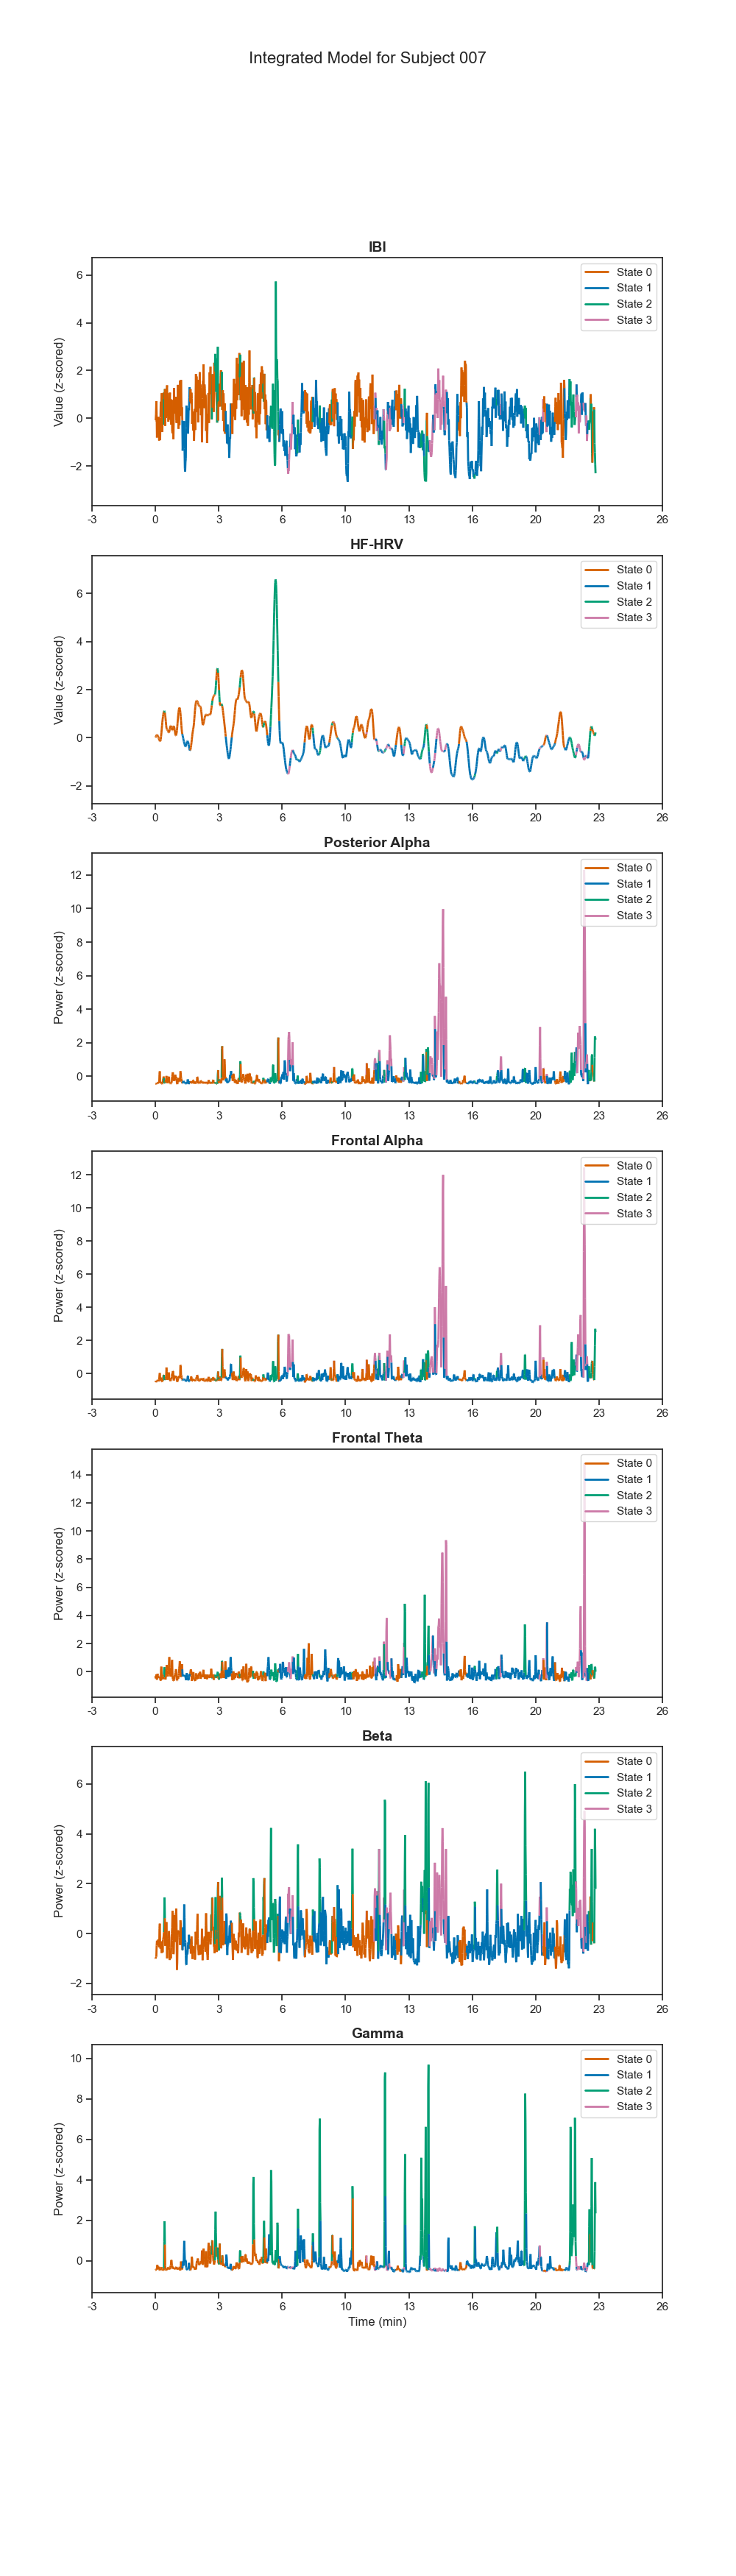 Integrated Model for Subject 007
IBI
Value (z-scored)
6
4
2
0
−2
State 0
State 1
State 2
State 3
-3 0 3 6 10 13 16 20 23 26
HF-HRV
Value (z-scored)
6
4
2
0
−2
State 0
State 1
State 2
State 3
-3 0 3 6 10 13 16 20 23 26
Posterior Alpha
Power (z-scored)
12
10
8
6
4
2
0
State 0
State 1
State 2
State 3
-3 0 3 6 10 13 16 20 23 26
Frontal Alpha
Power (z-scored)
12
10
8
6
4
2
0
State 0
State 1
State 2
State 3
-3 0 3 6 10 13 16 20 23 26
Frontal Theta
Power (z-scored)
14
12
10
8
6
4
2
0
State 0
State 1
State 2
State 3
-3 0 3 6 10 13 16 20 23 26
Beta
Power (z-scored)
6
4
2
0
−2
State 0
State 1
State 2
State 3
-3 0 3 6 10 13 16 20 23 26
Gamma
Power (z-scored)
10
8
6
4
2
0
State 0
State 1
State 2
State 3
-3 0 3 6 10 13 16 20 23 26
Time (min)